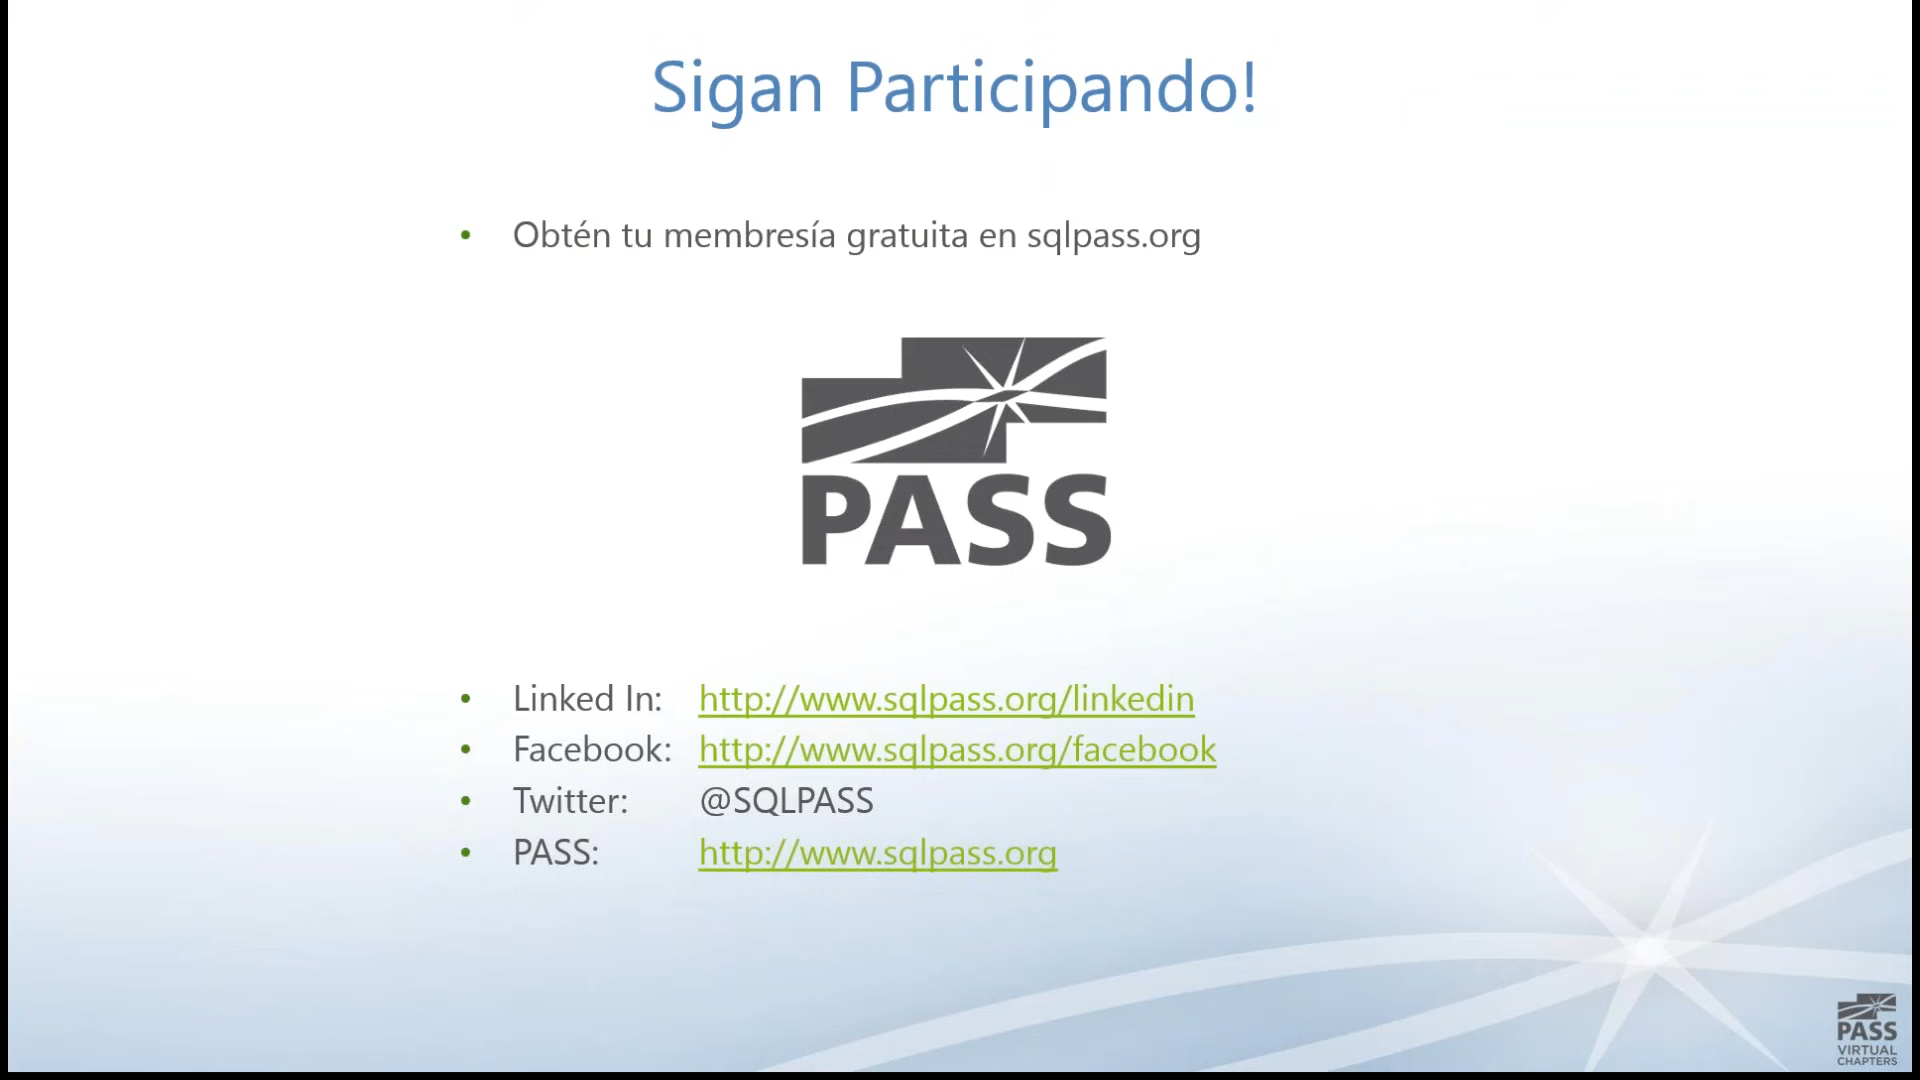 Sigan Participando!
• Obtén tu membresía gratuita en sqlpass.org
PASS
• Linked In: http://www.sqlpass.org/linkedin
• Facebook: http://www.sqlpass.org/facebook
• Twitter: @SQLPASS
• PASS: http://www.sqlpass.org
PASS
VIRTUAL
CHAPTERS